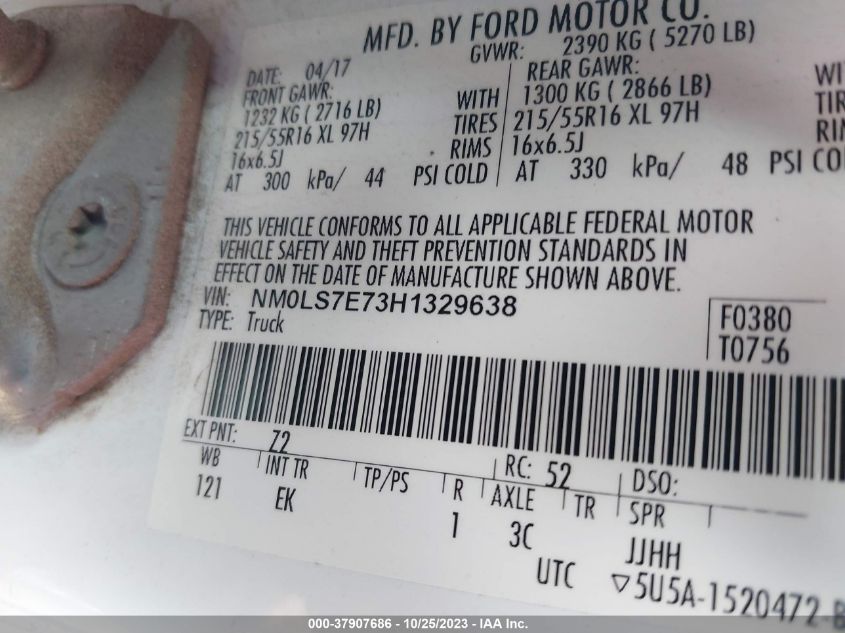 MFD. BY FORD MOTOR CO.
GVWR: 2390 KG ( 5270 LB)
DATE: 04/17
FRONT GAWR:
1232 KG ( 2716 LB) WITH
215/55R16 XL 97H TIRES
16x6.5J RIMS
AT 300 kPa/ 44 PSI COLD
REAR GAWR:
1300 KG ( 2866 LB) WI
215/55R16 XL 97H TIR
16x6.5J RIM
AT 330 kPa/ 48 PSI CO
THIS VEHICLE CONFORMS TO ALL APPLICABLE FEDERAL MOTOR
VEHICLE SAFETY AND THEFT PREVENTION STANDARDS IN
EFFECT ON THE DATE OF MANUFACTURE SHOWN ABOVE.
VIN: NM0LS7E73H1329638
TYPE: Truck
F0380
T0756
EXT PNT: Z2 RC: 52 DSO:
WB INT TR TP/PS R AXLE TR SPR
121 EK 1 3C JJHH
UTC ▽5U5A-1520472-B
000-37907686 - 10/25/2023 - IAA Inc.